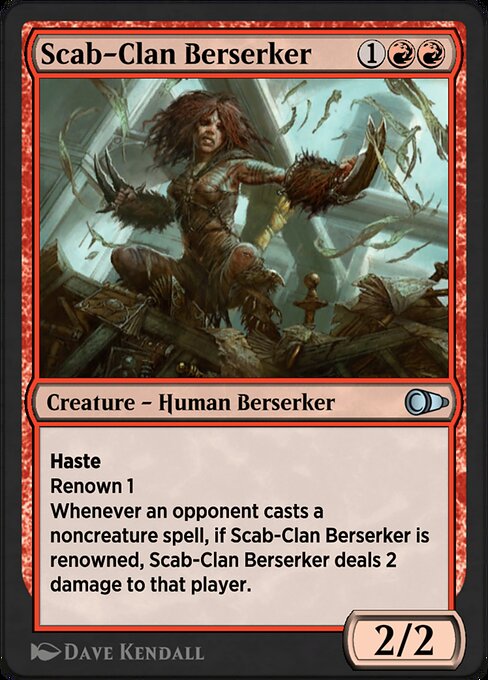 Scab-Clan Berserker 1
Creature – Human Berserker
Haste
Renown 1
Whenever an opponent casts a
noncreature spell, if Scab-Clan Berserker is
renowned, Scab-Clan Berserker deals 2
damage to that player.
2/2
DAVE KENDALL